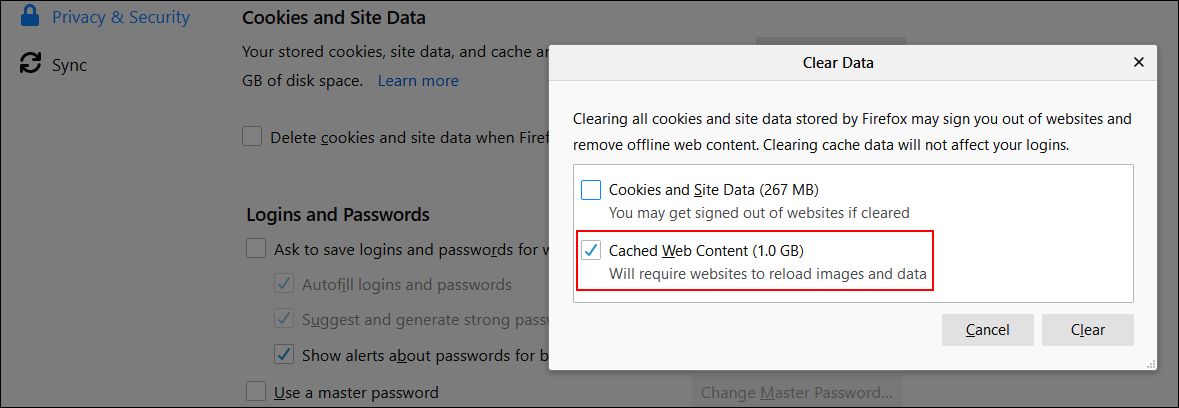 Privacy & Security
Sync
Cookies and Site Data
Your stored cookies, site data, and cache
GB of disk space. Learn more
Delete cookies and site data when
Logins and Passwords
Ask to save logins and passwords for
Autofill logins and passwords
Suggest and generate strong
Show alerts about passwords for
Use a master password
Change Master Password...
Clear Data
Clearing all cookies and site data stored by Firefox may sign you out of websites and
remove offline web content. Clearing cache data will not affect your logins.
Cookies and Site Data (267 MB)
You may get signed out of websites if cleared
Cached Web Content (1.0 GB)
Will require websites to reload images and data
Cancel
Clear